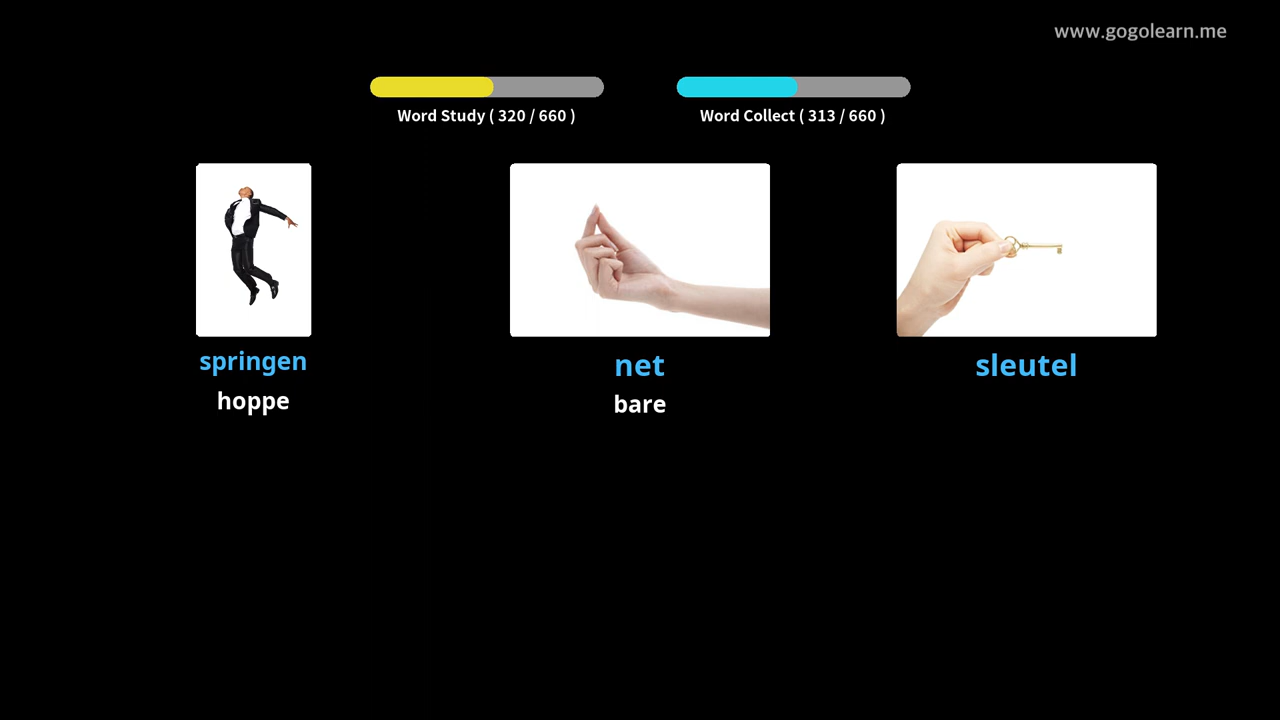 www.gogolearn.me
Word Study ( 320 / 660 )
Word Collect ( 313 / 660 )
springen
hoppe
net
bare
sleutel